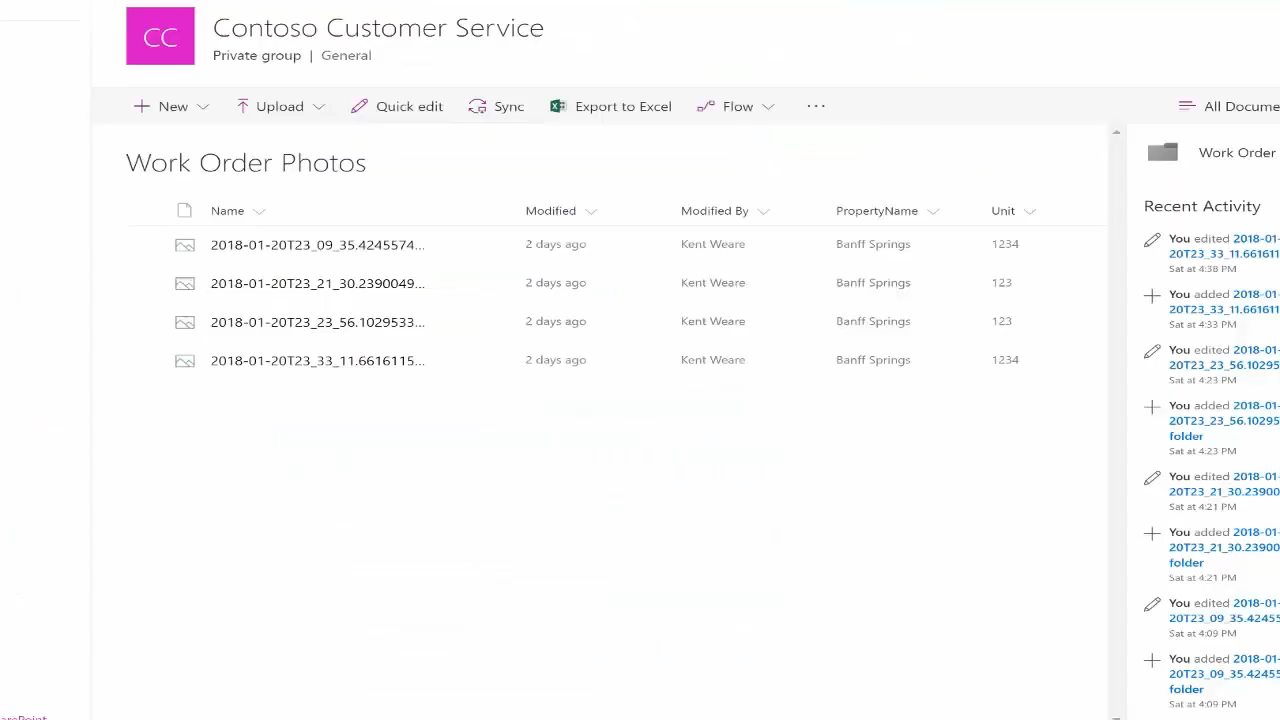 CC
Contoso Customer Service
Private group | General
New Upload Quick edit Sync Export to Excel Flow ··· All Docume
Work Order Photos
Name Modified Modified By PropertyName Unit
2018-01-20T23_09_35.4245574... 2 days ago Kent Weare Banff Springs 1234
2018-01-20T23_21_30.2390049... 2 days ago Kent Weare Banff Springs 123
2018-01-20T23_23_56.1029533... 2 days ago Kent Weare Banff Springs 123
2018-01-20T23_33_11.6616115... 2 days ago Kent Weare Banff Springs 1234
Work Order
Recent Activity
You edited 2018-01-
20T23_33_11.661611
Sat at 4:38 PM
You added 2018-01-
20T23_33_11.661611
Sat at 4:33 PM
You edited 2018-01-
20T23_23_56.10295
Sat at 4:23 PM
You added 2018-01-
20T23_23_56.10295
folder
Sat at 4:23 PM
You edited 2018-01-
20T23_21_30.23900
Sat at 4:21 PM
You added 2018-01-
20T23_21_30.23900
folder
Sat at 4:21 PM
You edited 2018-01-
20T23_09_35.42455
Sat at 4:09 PM
You added 2018-01-
20T23_09_35.42455
folder
Sat at 4:09 PM